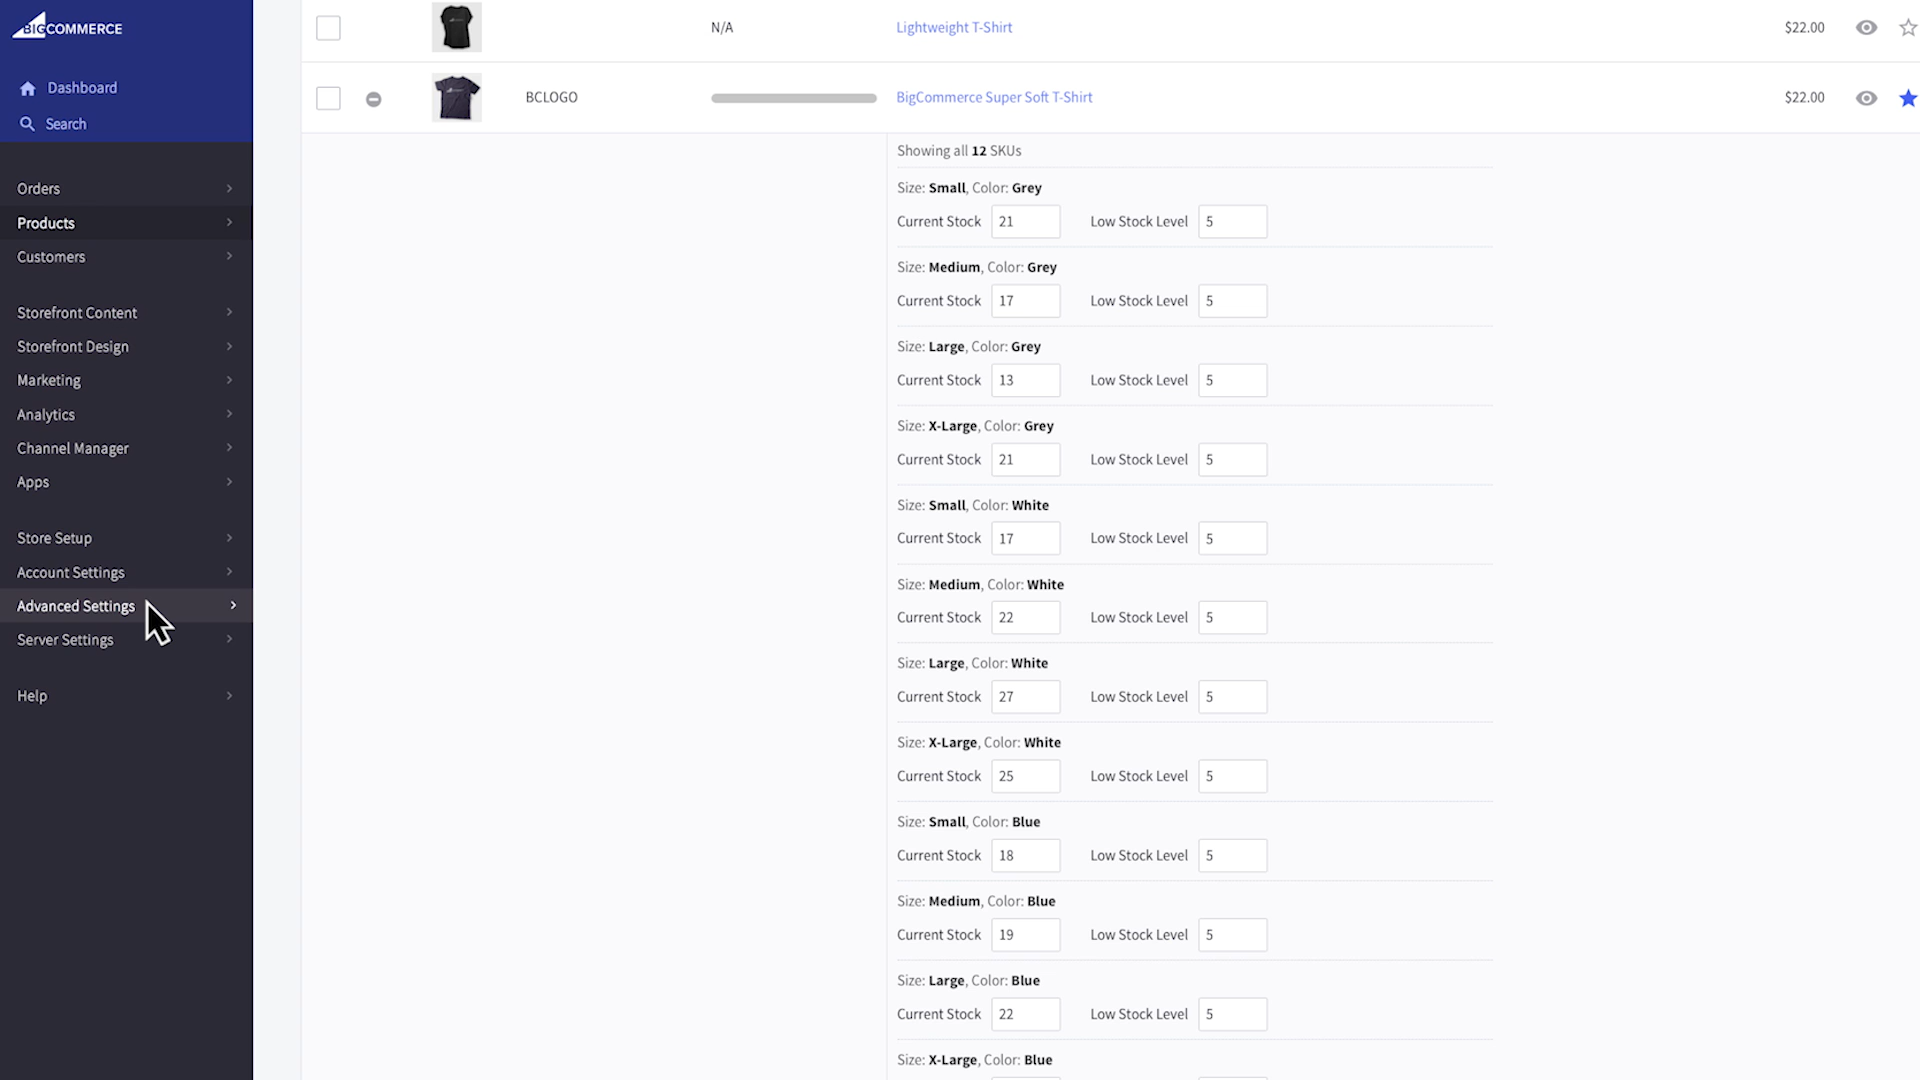 BIGCOMMERCE
Dashboard
Search
Orders
Products
Customers
Storefront Content
Storefront Design
Marketing
Analytics
Channel Manager
Apps
Store Setup
Account Settings
Advanced Settings
Server Settings
Help
N/A Lightweight T-Shirt $22.00
BCLOGO BigCommerce Super Soft T-Shirt $22.00
Showing all 12 SKUs
Size: Small, Color: Grey
Current Stock 21 Low Stock Level 5
Size: Medium, Color: Grey
Current Stock 17 Low Stock Level 5
Size: Large, Color: Grey
Current Stock 13 Low Stock Level 5
Size: X-Large, Color: Grey
Current Stock 21 Low Stock Level 5
Size: Small, Color: White
Current Stock 17 Low Stock Level 5
Size: Medium, Color: White
Current Stock 22 Low Stock Level 5
Size: Large, Color: White
Current Stock 27 Low Stock Level 5
Size: X-Large, Color: White
Current Stock 25 Low Stock Level 5
Size: Small, Color: Blue
Current Stock 18 Low Stock Level 5
Size: Medium, Color: Blue
Current Stock 19 Low Stock Level 5
Size: Large, Color: Blue
Current Stock 22 Low Stock Level 5
Size: X-Large, Color: Blue